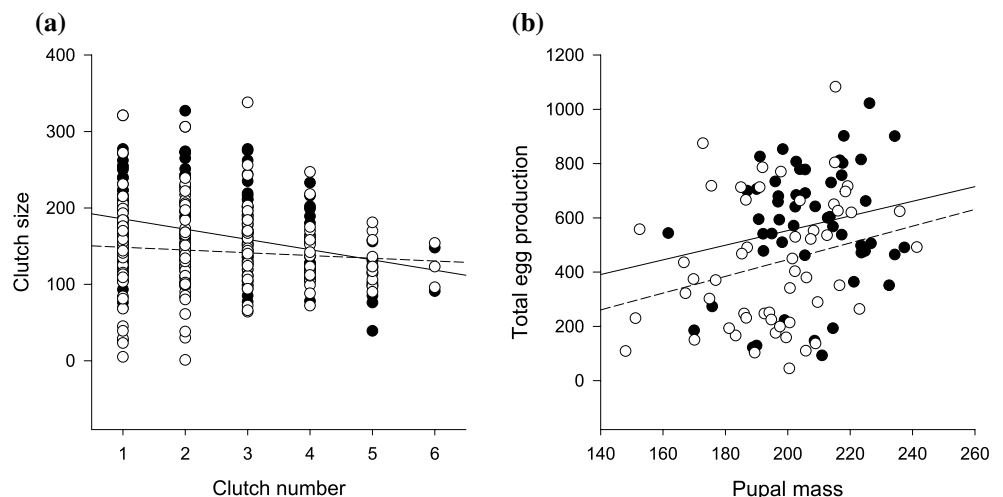 (a)
400
300
200
100
0
Clutch size
1 2 3 4 5 6
Clutch number
(b)
1200
1000
800
600
400
200
0
Total egg production
140 160 180 200 220 240 260
Pupal mass